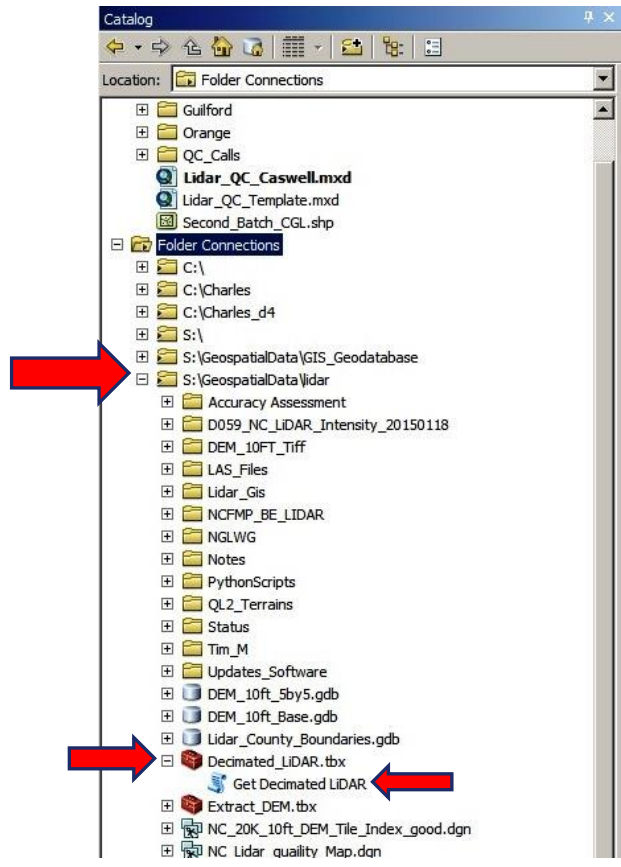 Catalog
Location: Folder Connections
Guilford
Orange
QC_Calls
Lidar_QC_Caswell.mxd
Lidar_QC_Template.mxd
Second_Batch_CGL.shp
Folder Connections
C:\
C:\Charles
C:\Charles_d4
S:\
S:\GeospatialData\GIS_Geodatabase
S:\GeospatialData\lidar
Accuracy Assessment
D059_NC_LiDAR_Intensity_20150118
DEM_10FT_Tiff
LAS_Files
Lidar_Gis
NCFMP_BE_LIDAR
NGLWG
Notes
PythonScripts
QL2_Terrains
Status
Tim_M
Updates_Software
DEM_10ft_5by5.gdb
DEM_10ft_Base.gdb
Lidar_County_Boundaries.gdb
Decimated_LiDAR.tbx
Get Decimated LiDAR
Extract_DEM.tbx
NC_20K_10ft_DEM_Tile_Index_good.dgn
NC_Lidar_quaility_Map.dgn